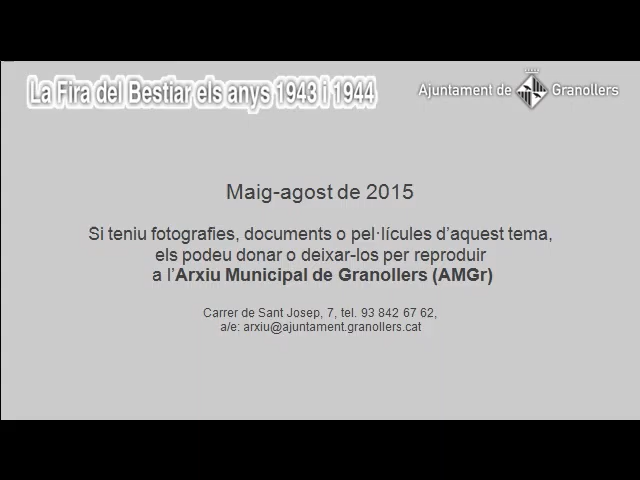 La Fira del Bestiar els anys 1943 i 1944
Ajuntament de Granollers
Maig-agost de 2015
Si teniu fotografies, documents o pel·lícules d'aquest tema,
els podeu donar o deixar-los per reproduir
a l'Arxiu Municipal de Granollers (AMGr)
Carrer de Sant Josep, 7, tel. 93 842 67 62,
a/e: arxiu@ajuntament.granollers.cat